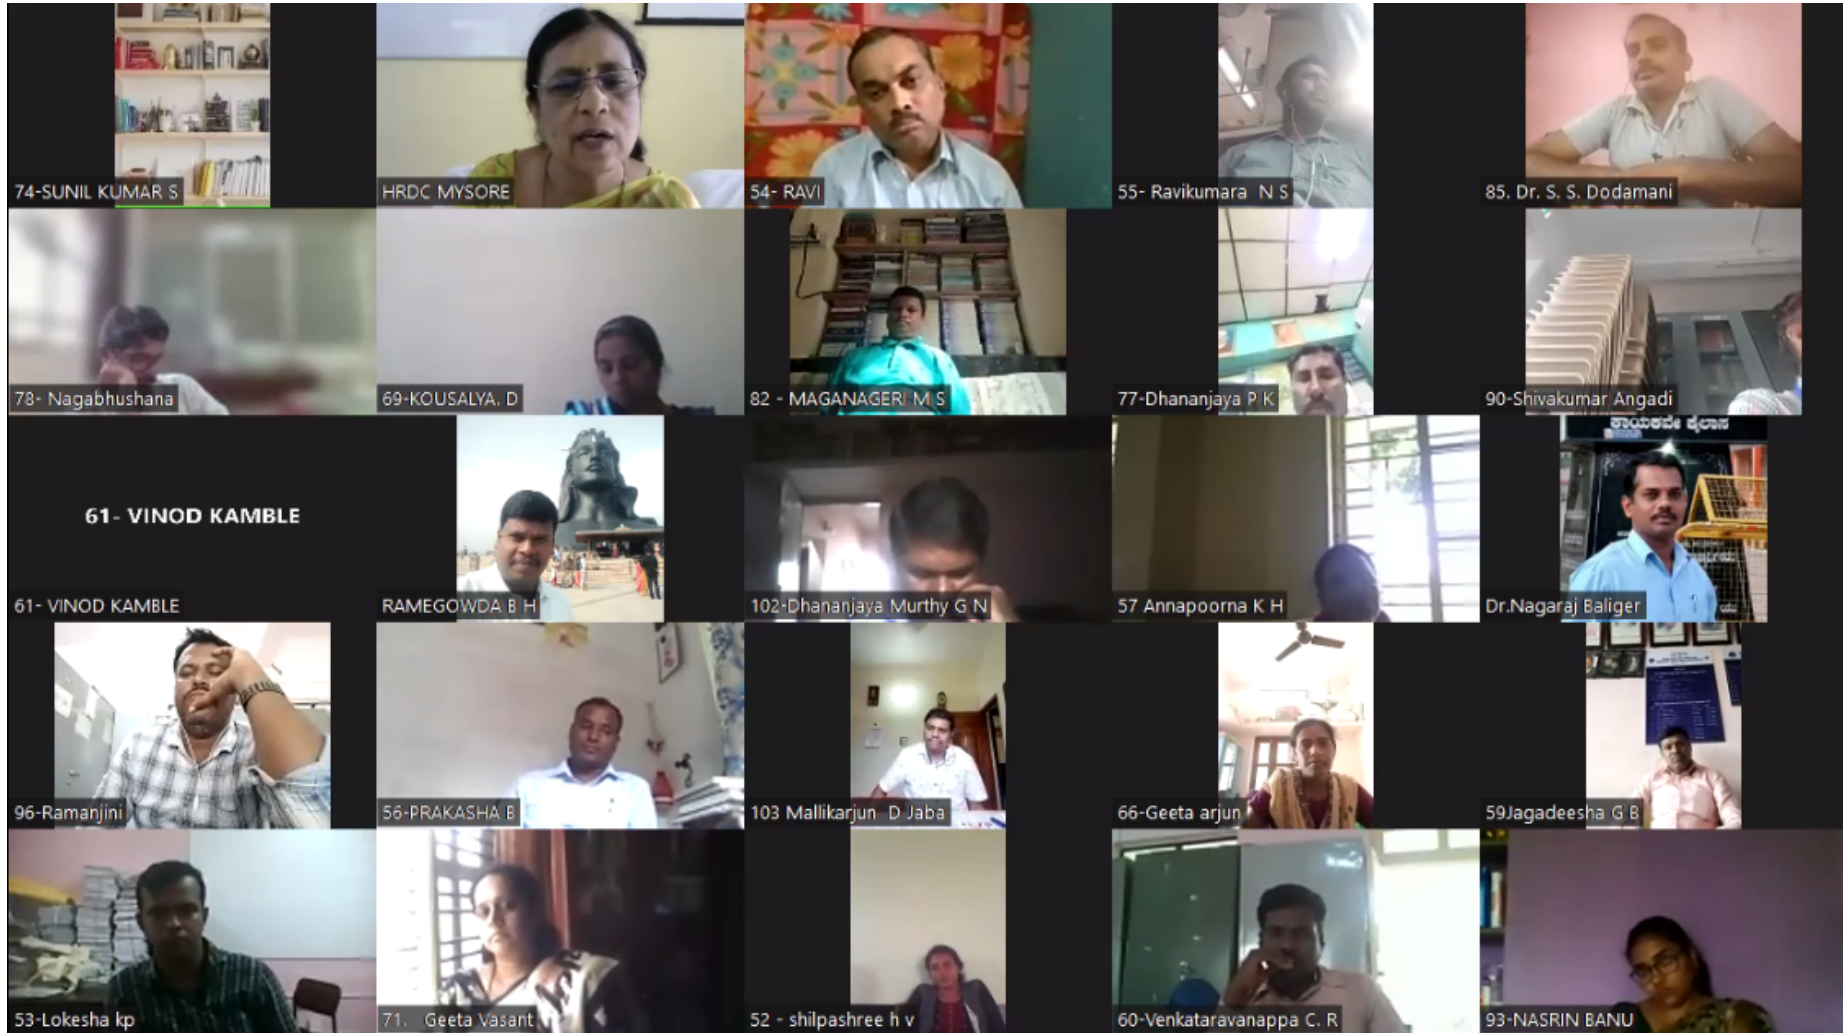 74-SUNIL KUMAR S
HRDC MYSORE
54- RAVI
55- Ravikumara N S
85. Dr. S. S. Dodamani
78- Nagabhushana
69-KOUSALYA. D
82 - MAGANAGERI M S
77-Dhananjaya P K
90-Shivakumar Angadi
61- VINOD KAMBLE
61- VINOD KAMBLE
RAMEGOWDA B H
102-Dhananjaya Murthy G N
57 Annapoorna K H
ಕಾಯಕವೇ ಕೈಲಾಸ
Dr.Nagaraj Baliger
96-Ramanjini
56-PRAKASHA B
103 Mallikarjun D Jaba
66-Geeta arjun
59Jagadeesha G B
53-Lokesha kp
71. Geeta Vasant
52 - shilpashree h v
60-Venkataravanappa C. R
93-NASRIN BANU